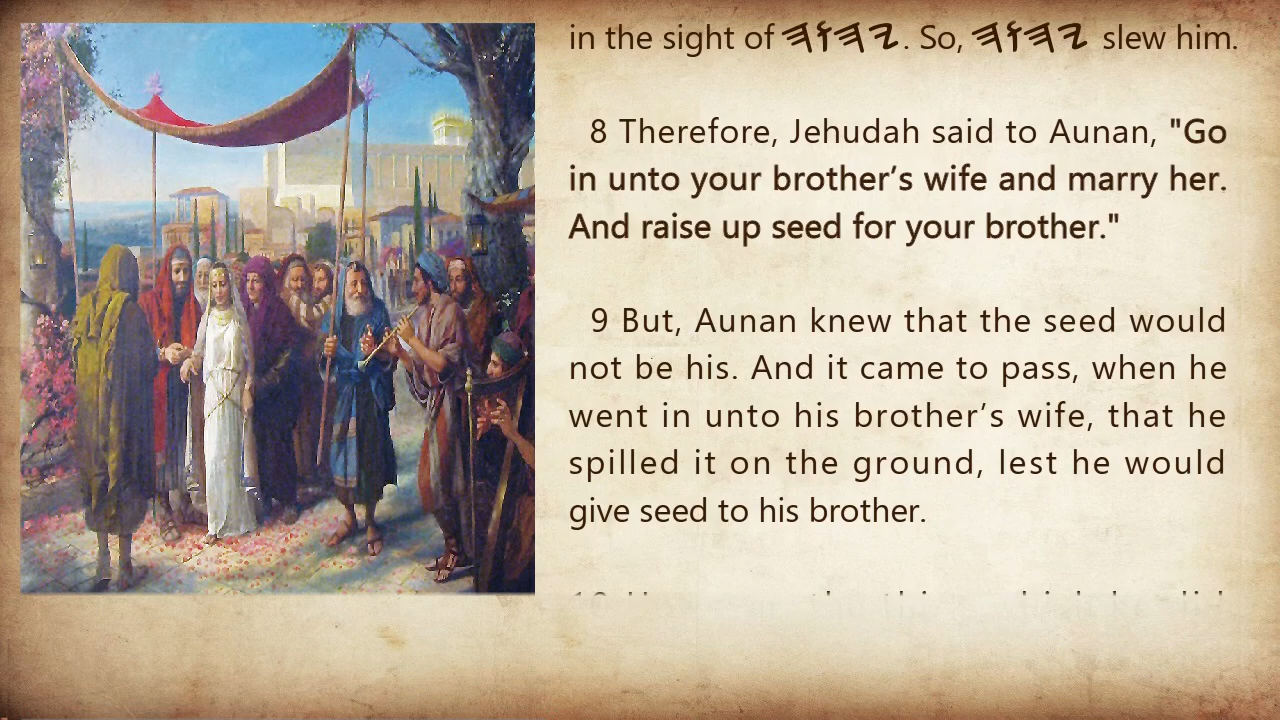 in the sight of 𐤉𐤄𐤅𐤄. So, 𐤉𐤄𐤅𐤄 slew him.
8 Therefore, Jehudah said to Aunan, "Go
in unto your brother’s wife and marry her.
And raise up seed for your brother."
9 But, Aunan knew that the seed would
not be his. And it came to pass, when he
went in unto his brother’s wife, that he
spilled it on the ground, lest he would
give seed to his brother.